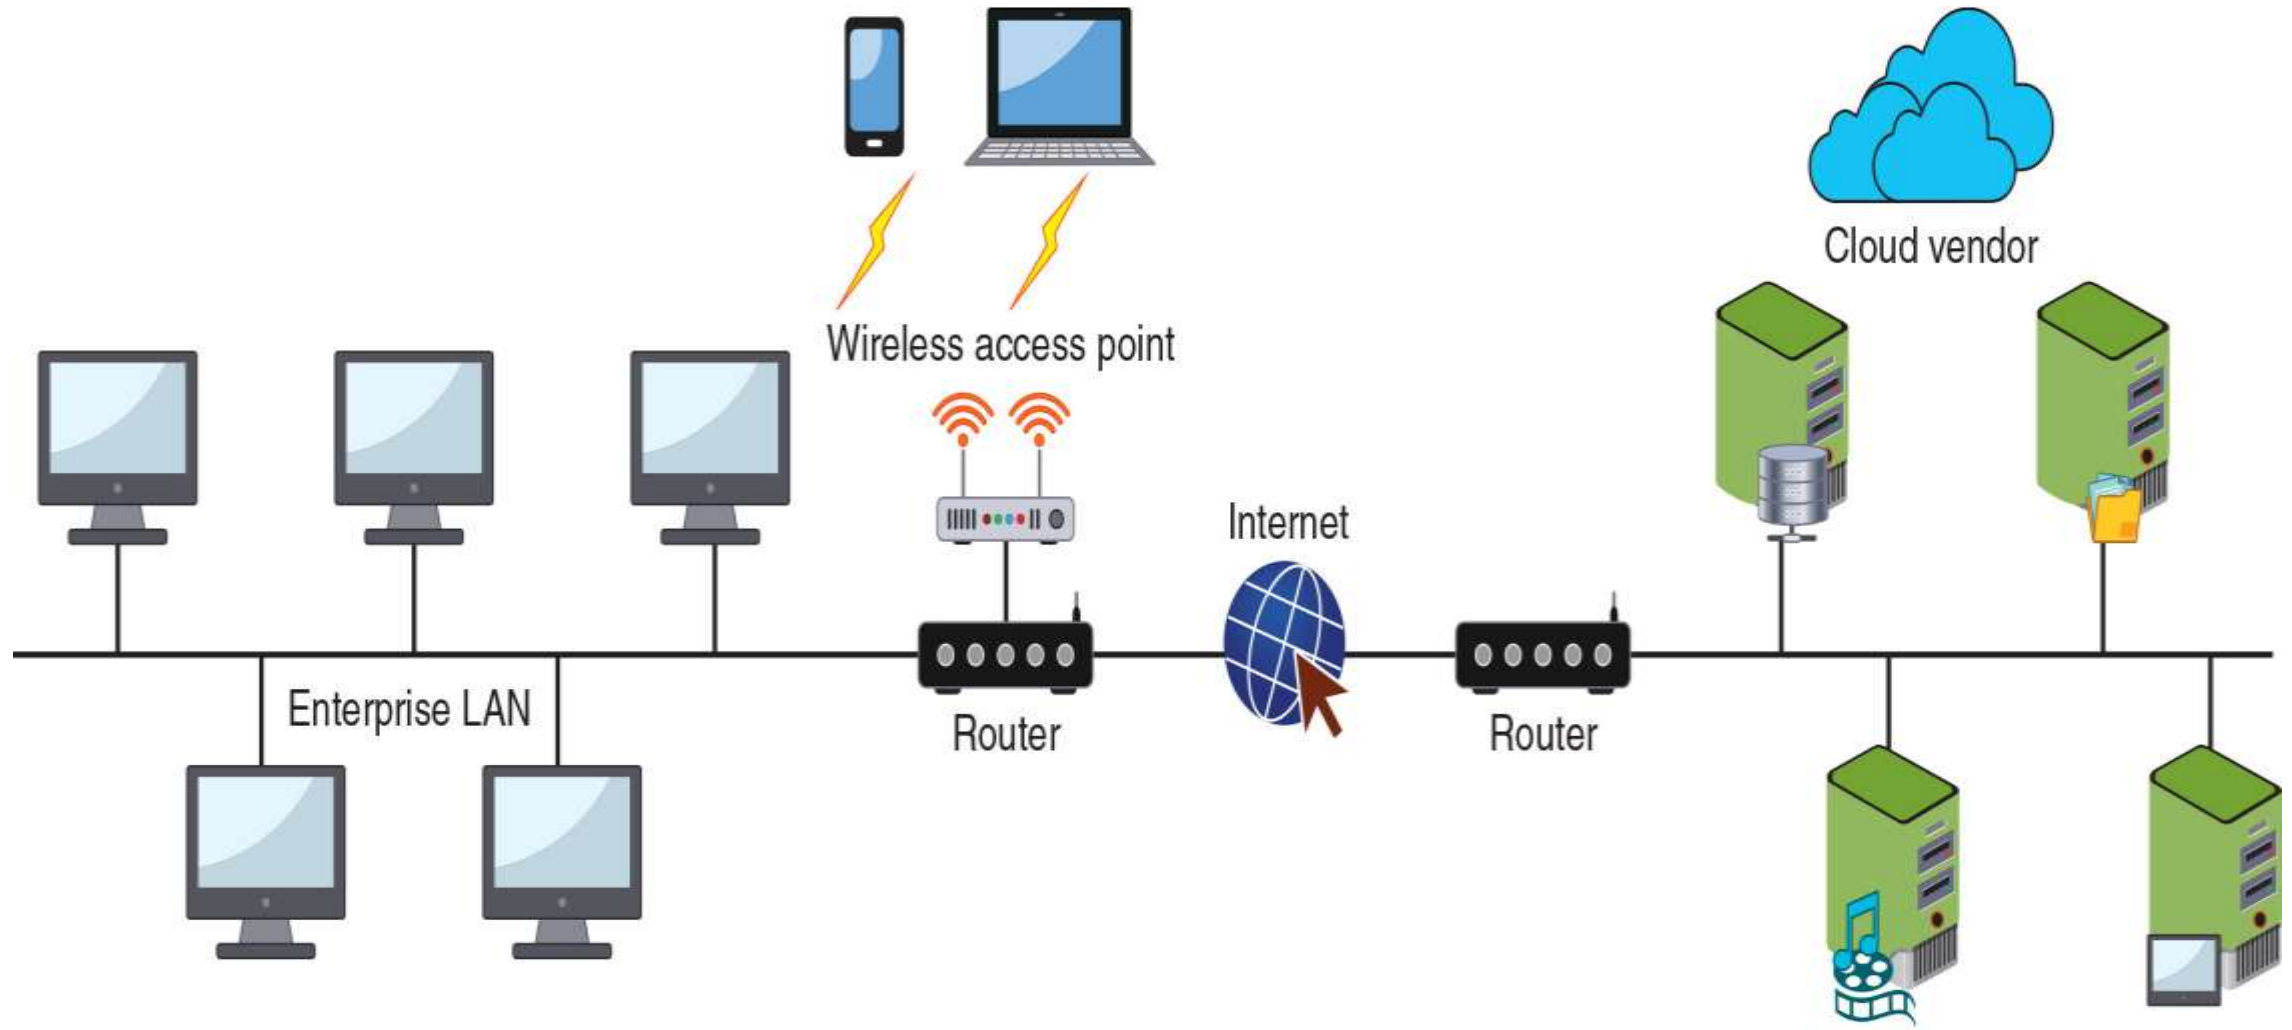 Cloud vendor
Wireless access point
Internet
Enterprise LAN
Router
Router